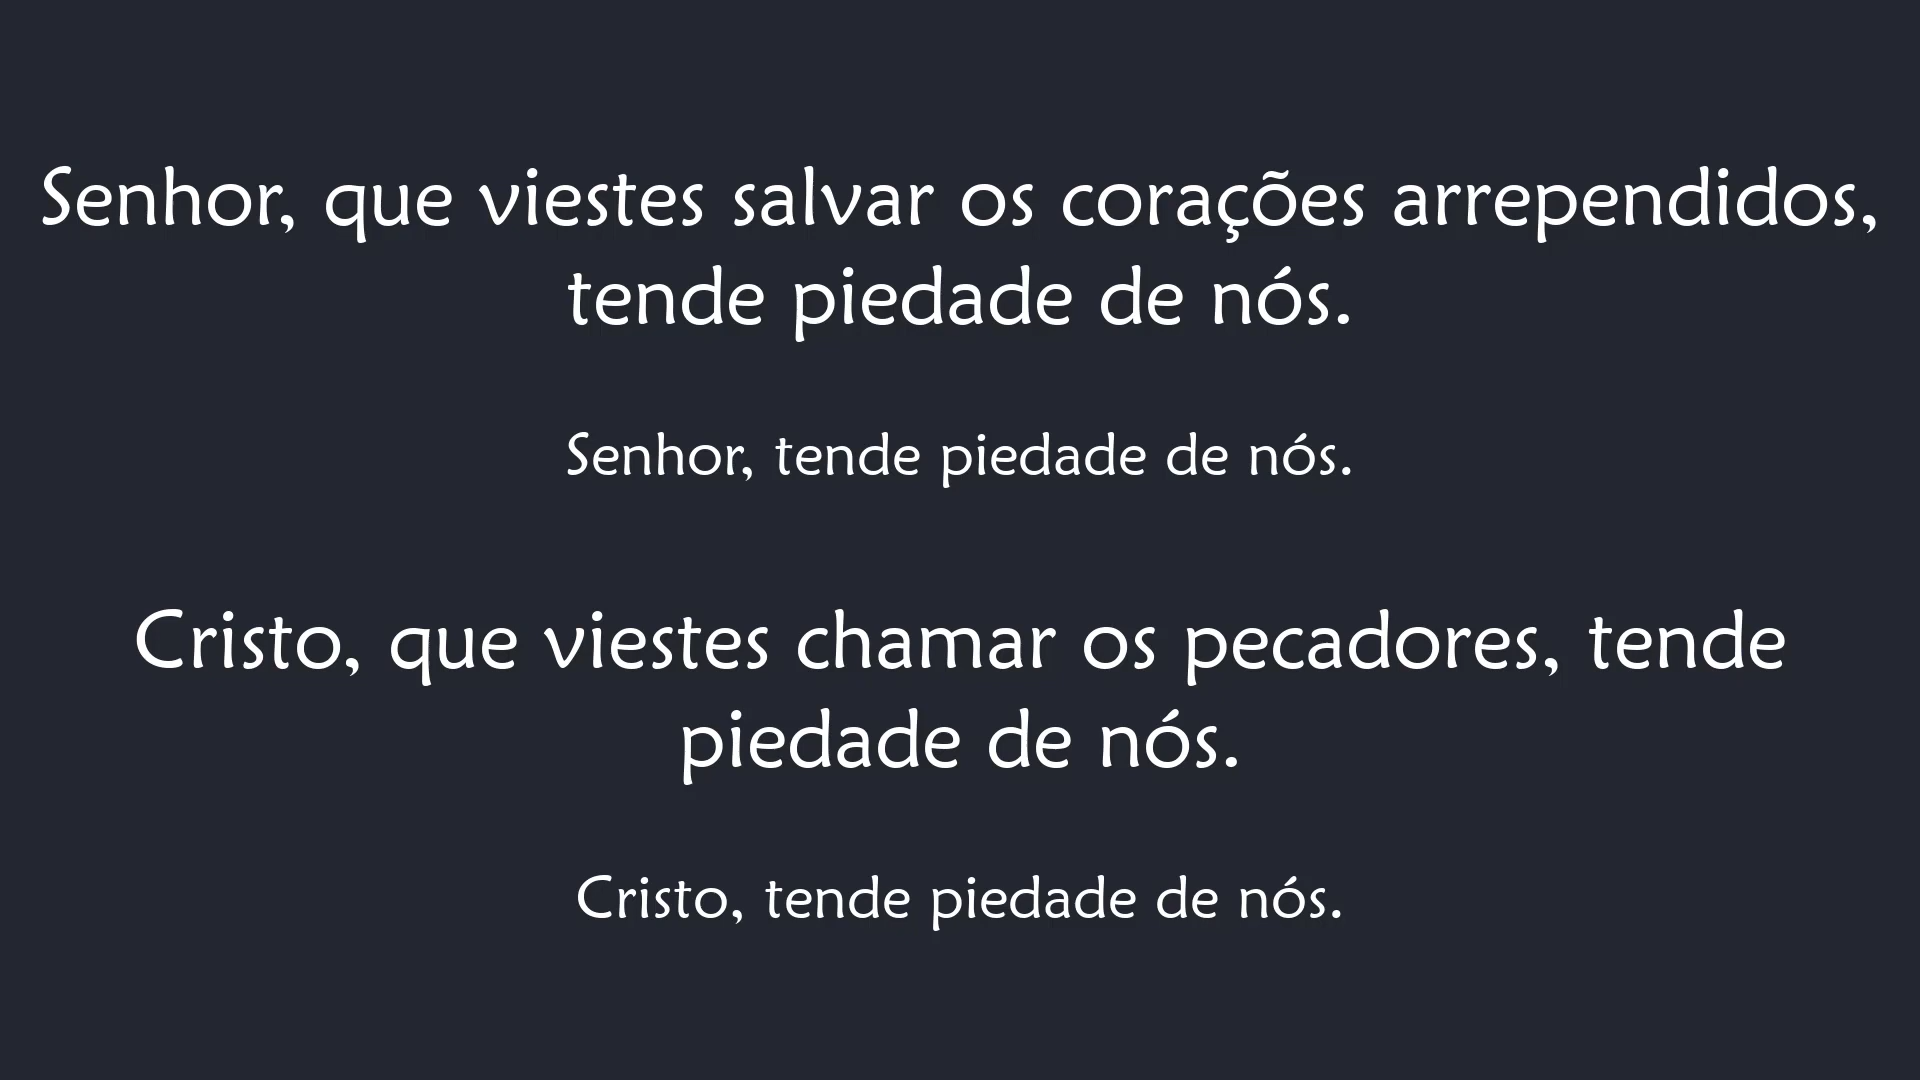 Senhor, que viestes salvar os corações arrependidos,
tende piedade de nós.
Senhor, tende piedade de nós.
Cristo, que viestes chamar os pecadores, tende
piedade de nós.
Cristo, tende piedade de nós.